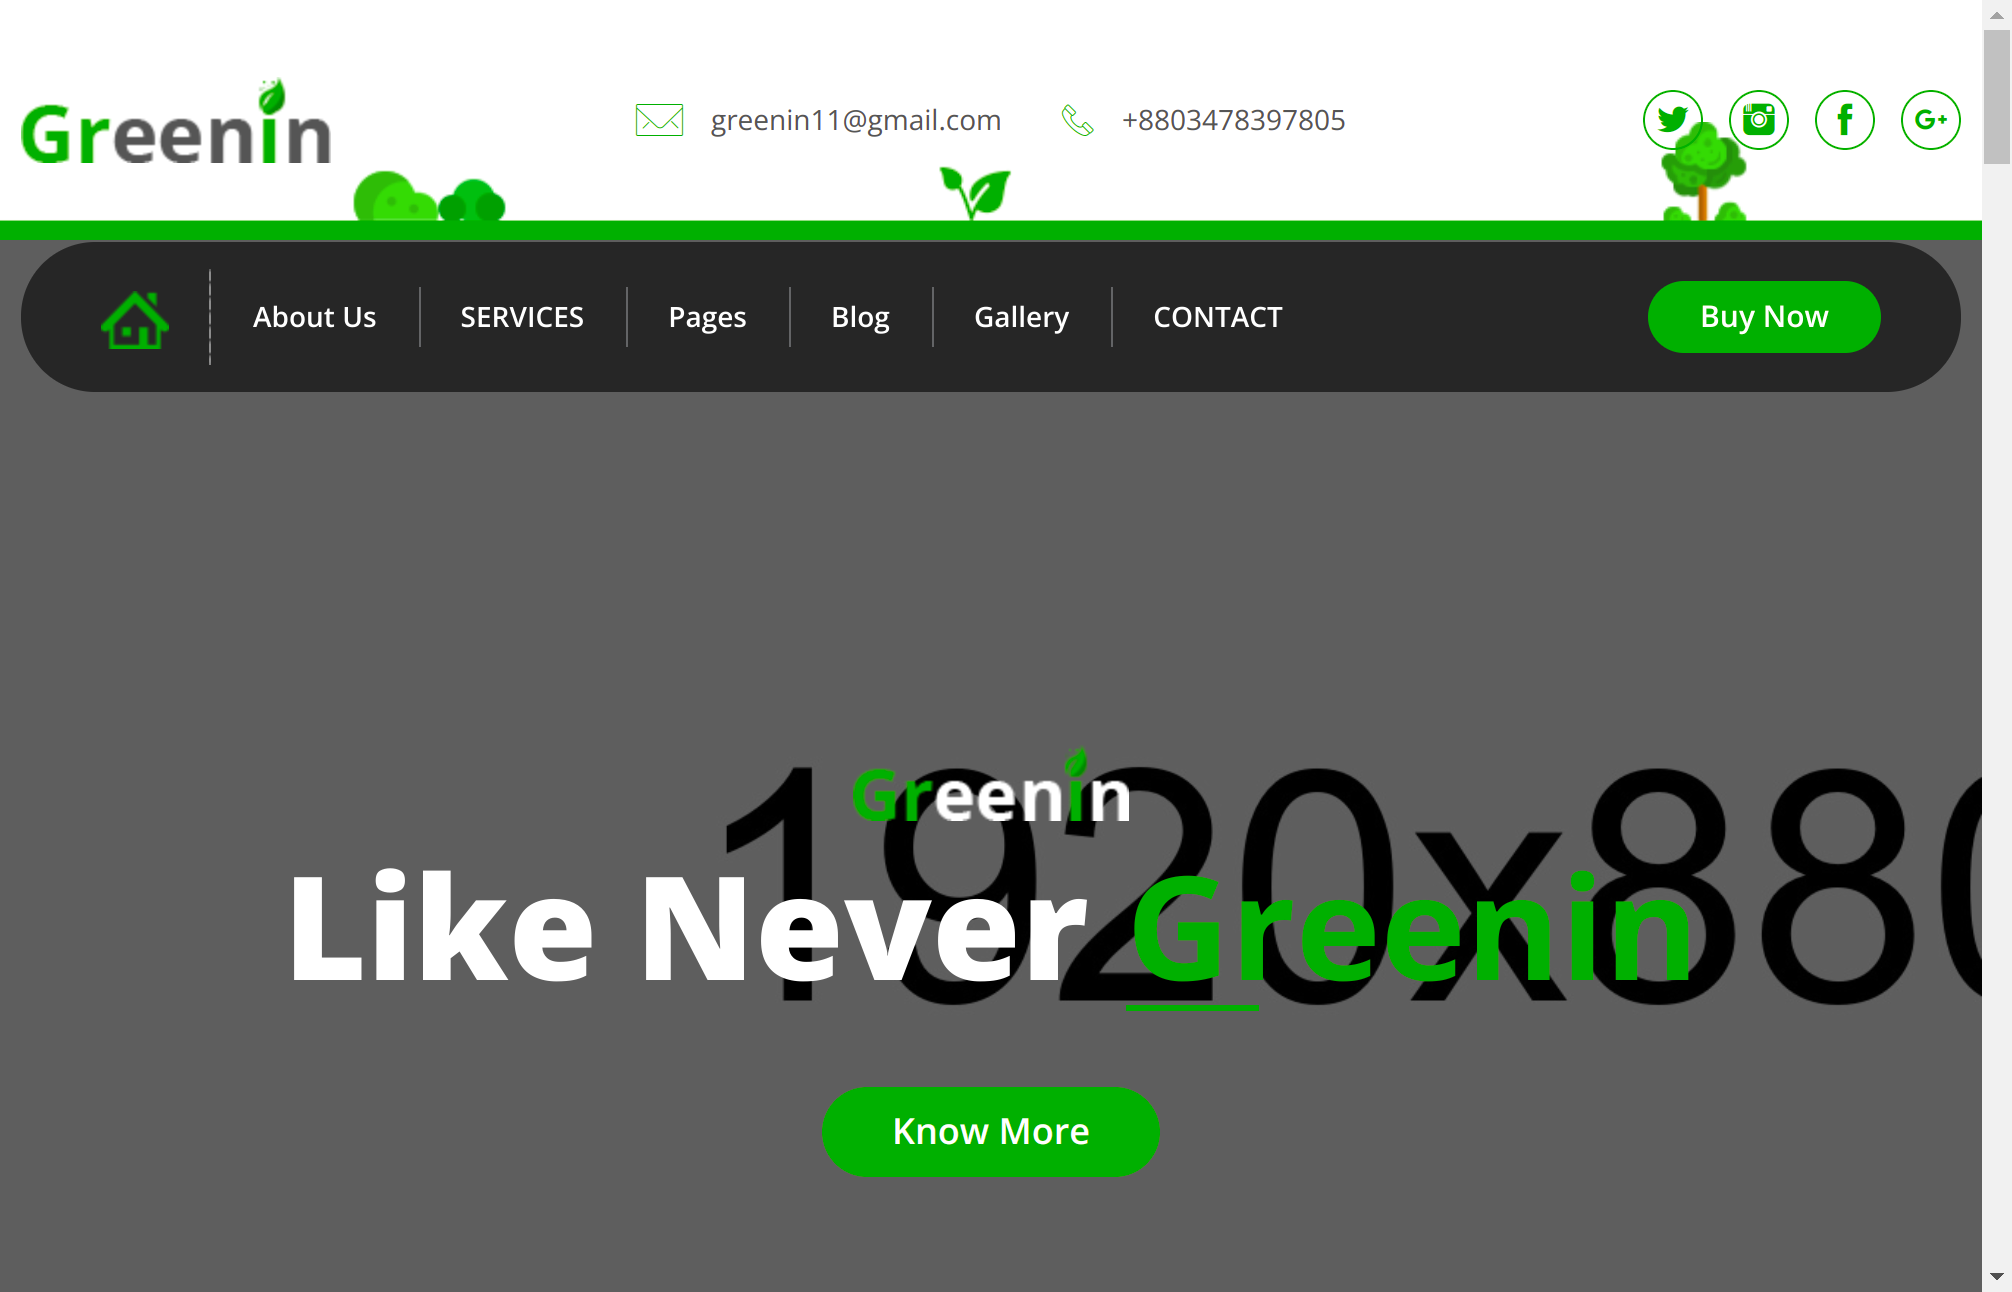 Greenin
greenin11@gmail.com
+8803478397805
G+
About Us
SERVICES
Pages
Blog
Gallery
CONTACT
Buy Now
Greenin
1920x880
Like Never Greenin
Know More